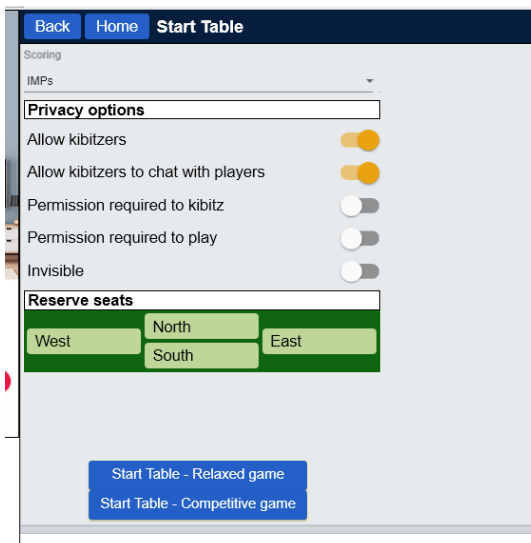 Back Home Start Table
Scoring
IMPs
Privacy options
Allow kibitzers
Allow kibitzers to chat with players
Permission required to kibitz
Permission required to play
Invisible
Reserve seats
North
West East
South
Start Table - Relaxed game
Start Table - Competitive game